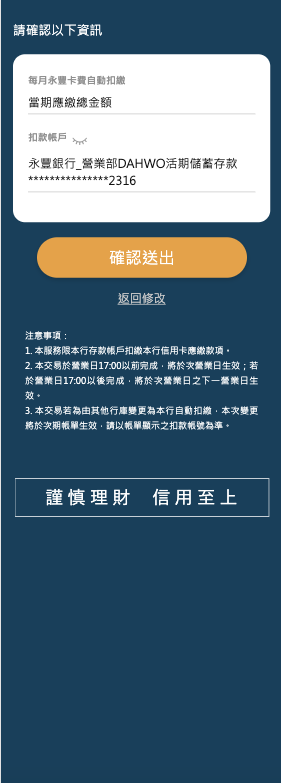 請確認以下資訊
每月永豐卡費自動扣繳
當期應繳總金額
扣款帳戶
永豐銀行_營業部DAHWO活期儲蓄存款
***************2316
確認送出
返回修改
注意事項：
1. 本服務限本行存款帳戶扣繳本行信用卡應繳款項。
2. 本交易於營業日17:00以前完成，將於次營業日生效；若
於營業日17:00以後完成，將於次營業日之下一營業日生
效。
3. 本交易若為由其他行庫變更為本行自動扣繳，本次變更
將於次期帳單生效，請以帳單顯示之扣款帳號為準。
謹慎理財 信用至上